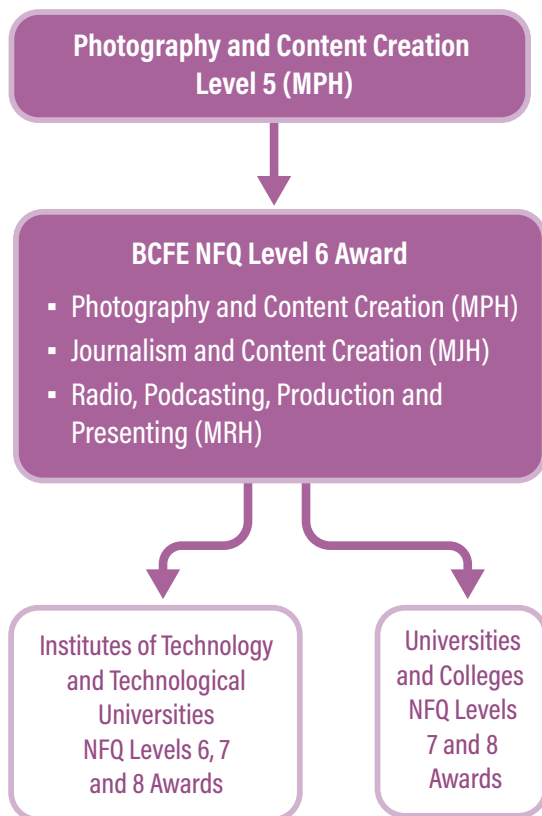 Photography and Content Creation
Level 5 (MPH)
BCFE NFQ Level 6 Award
▪ Photography and Content Creation (MPH)
▪ Journalism and Content Creation (MJH)
▪ Radio, Podcasting, Production and
Presenting (MRH)
Institutes of Technology
and Technological
Universities
NFQ Levels 6, 7
and 8 Awards
Universities
and Colleges
NFQ Levels
7 and 8
Awards